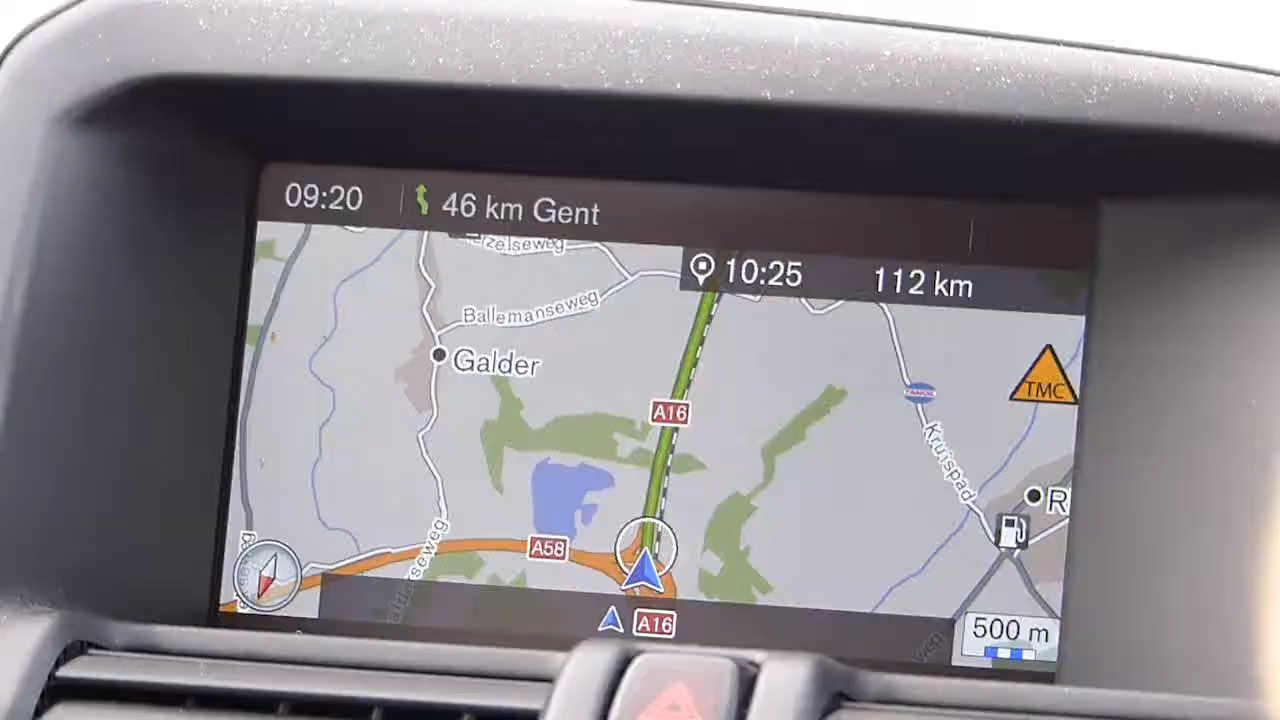 09:20 46 km Gent
10:25 112 km
Ballemanseweg
Galder
TMC
A16
Kruispad
R
A58
A16
500 m